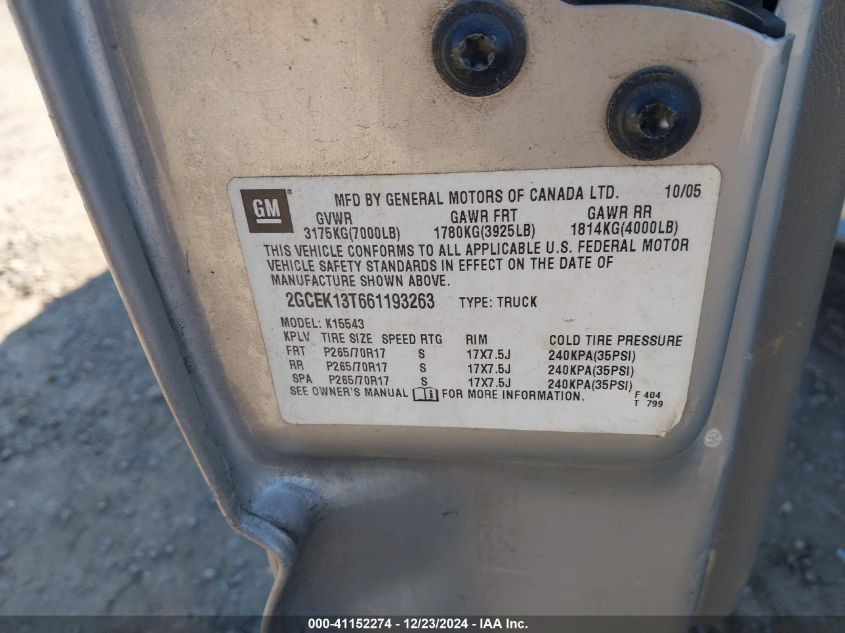 GM
MFD BY GENERAL MOTORS OF CANADA LTD. 10/05
GVWR GAWR FRT GAWR RR
3175KG(7000LB) 1780KG(3925LB) 1814KG(4000LB)
THIS VEHICLE CONFORMS TO ALL APPLICABLE U.S. FEDERAL MOTOR
VEHICLE SAFETY STANDARDS IN EFFECT ON THE DATE OF
MANUFACTURE SHOWN ABOVE.
2GCEK13T661193263 TYPE: TRUCK
MODEL: K15543
KPLV TIRE SIZE SPEED RTG RIM COLD TIRE PRESSURE
FRT P265/70R17 S 17X7.5J 240KPA(35PSI)
RR P265/70R17 S 17X7.5J 240KPA(35PSI)
SPA P265/70R17 S 17X7.5J 240KPA(35PSI)
SEE OWNER'S MANUAL FOR MORE INFORMATION. F 404
T 799
000-41152274 - 12/23/2024 - IAA Inc.